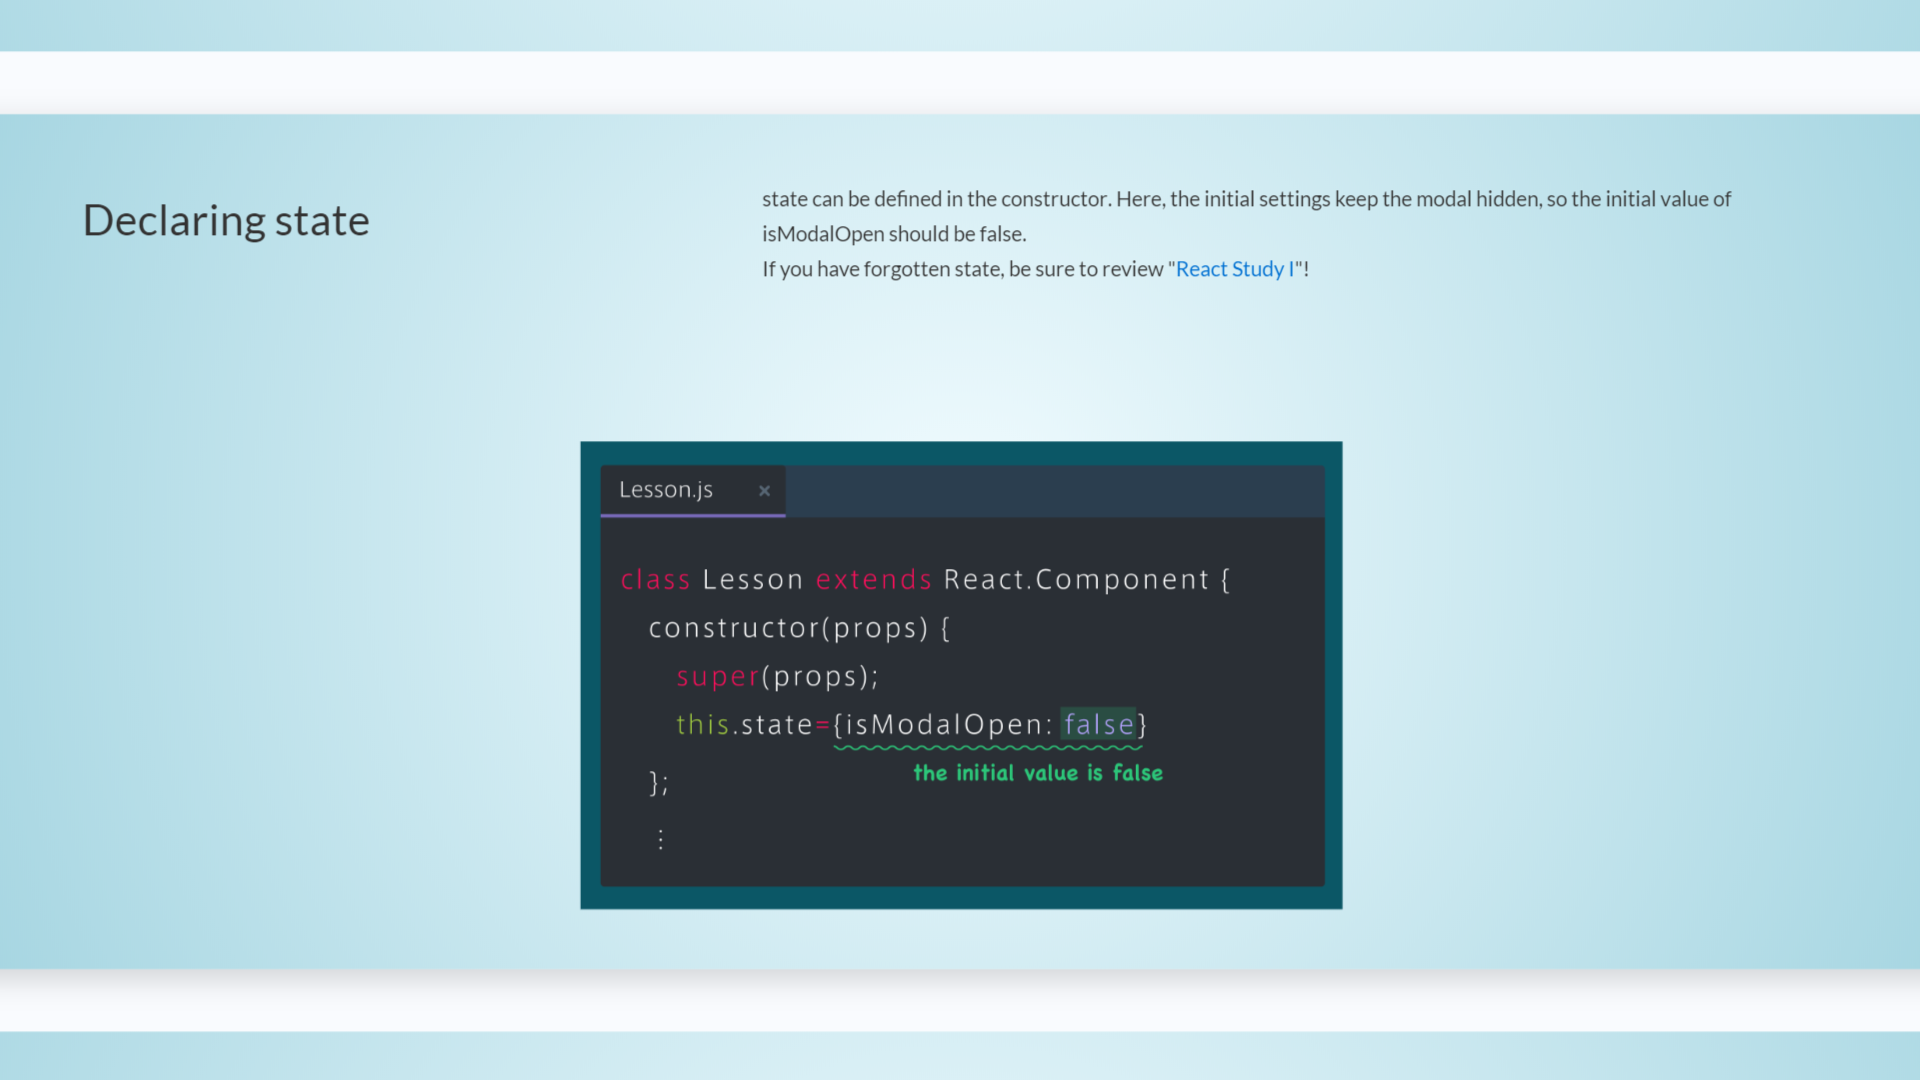 Declaring state
state can be defined in the constructor. Here, the initial settings keep the modal hidden, so the initial value of
isModalOpen should be false.
If you have forgotten state, be sure to review "React Study I"!
Lesson.js ×
class Lesson extends React.Component {
constructor(props) {
super(props);
this.state={isModalOpen: false}
the initial value is false
};
⋮